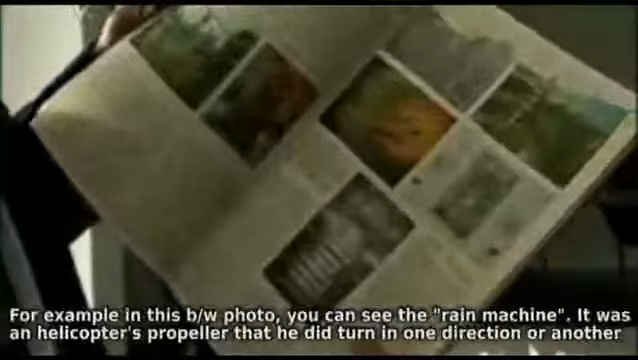 For example in this b/w photo, you can see the "rain machine". It was
an helicopter's propeller that he did turn in one direction or another